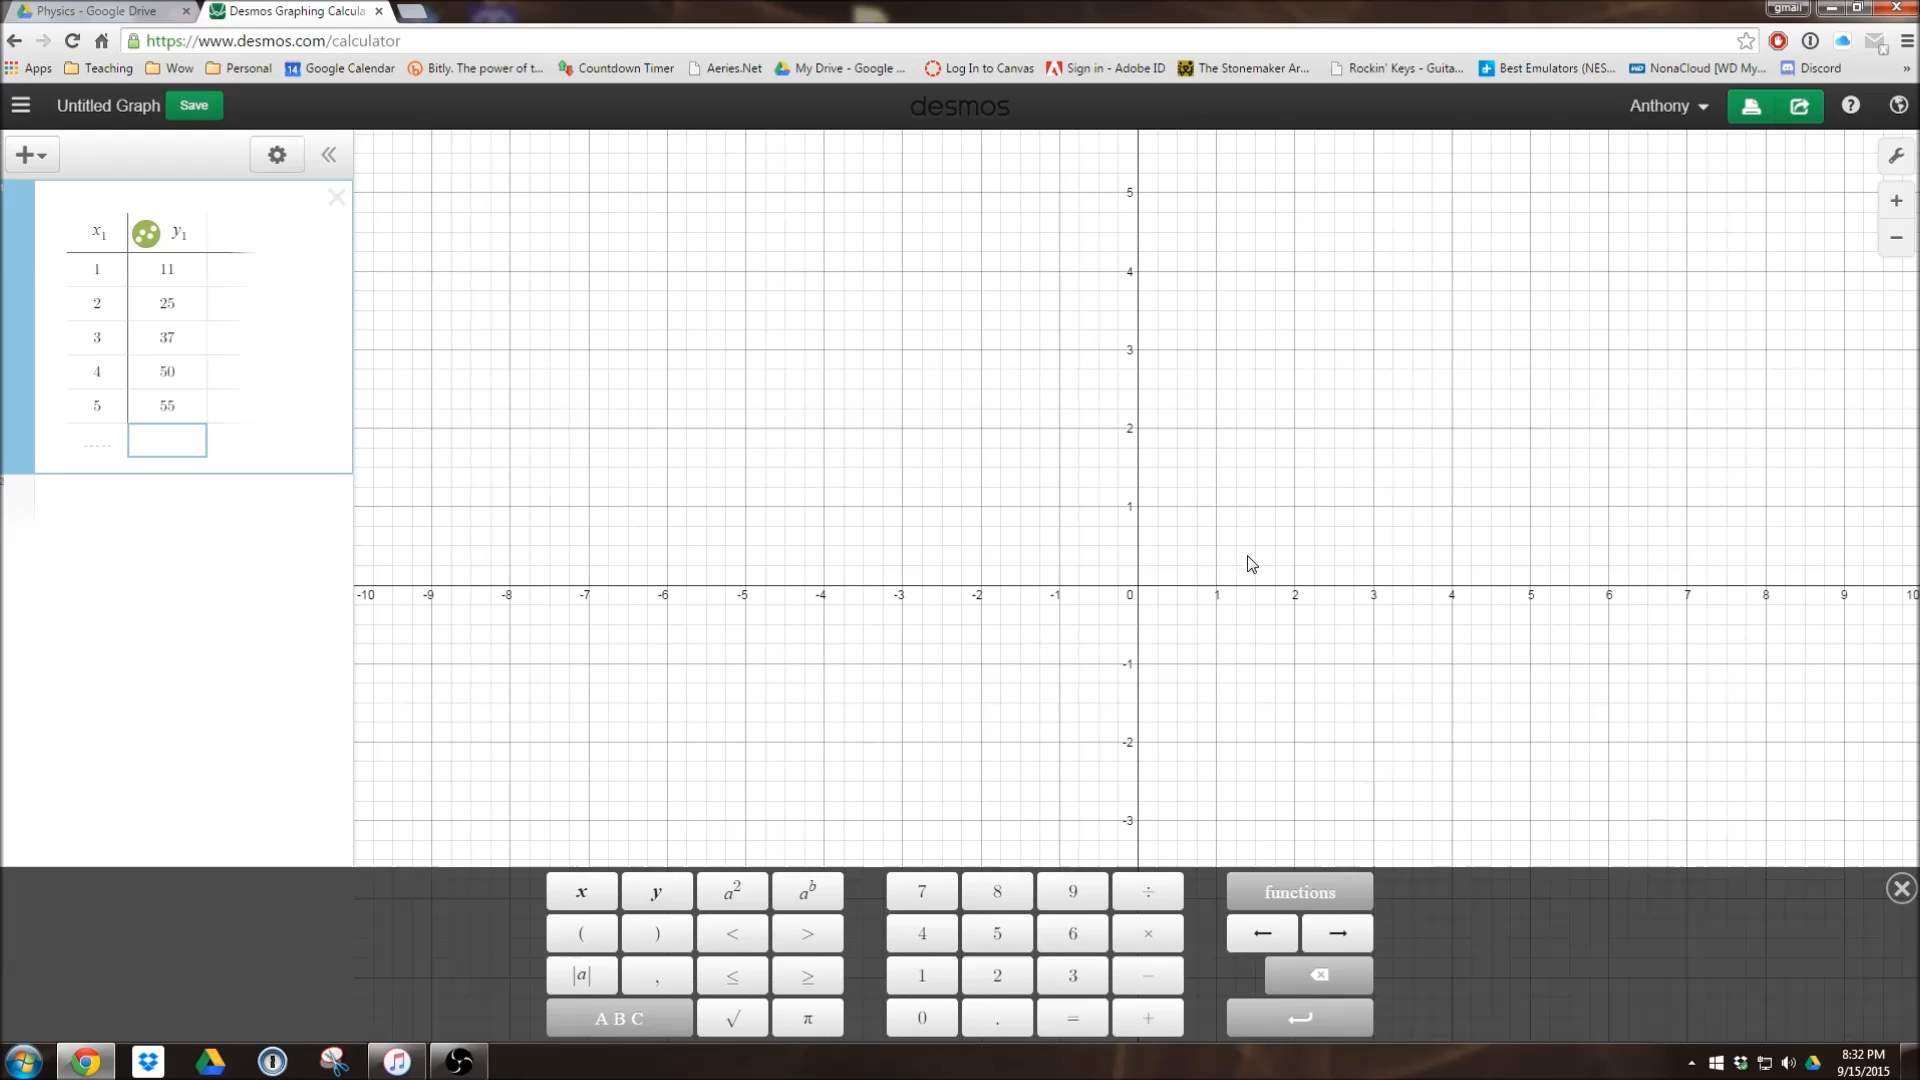 Physics - Google Drive
Desmos Graphing Calcula
gmail
https://www.desmos.com/calculator
Apps Teaching Wow Personal 14 Google Calendar Bitly. The power of t... Countdown Timer Aeries.Net My Drive - Google ... Log In to Canvas Sign in - Adobe ID The Stonemaker Ar... Rockin' Keys - Guita... Best Emulators (NES... NonaCloud [WD My... Discord »
Untitled Graph Save desmos Anthony
x₁ y₁
1 11
2 25
3 37
4 50
5 55
5
4
3
2
1
-10 -9 -8 -7 -6 -5 -4 -3 -2 -1 0 1 2 3 4 5 6 7 8 9 10
-1
-2
-3
x y a² aᵇ 7 8 9 ÷ functions
( ) < > 4 5 6 × ← →
|a| , ≤ ≥ 1 2 3 −
A B C √ π 0 . = +
8:32 PM
9/15/2015